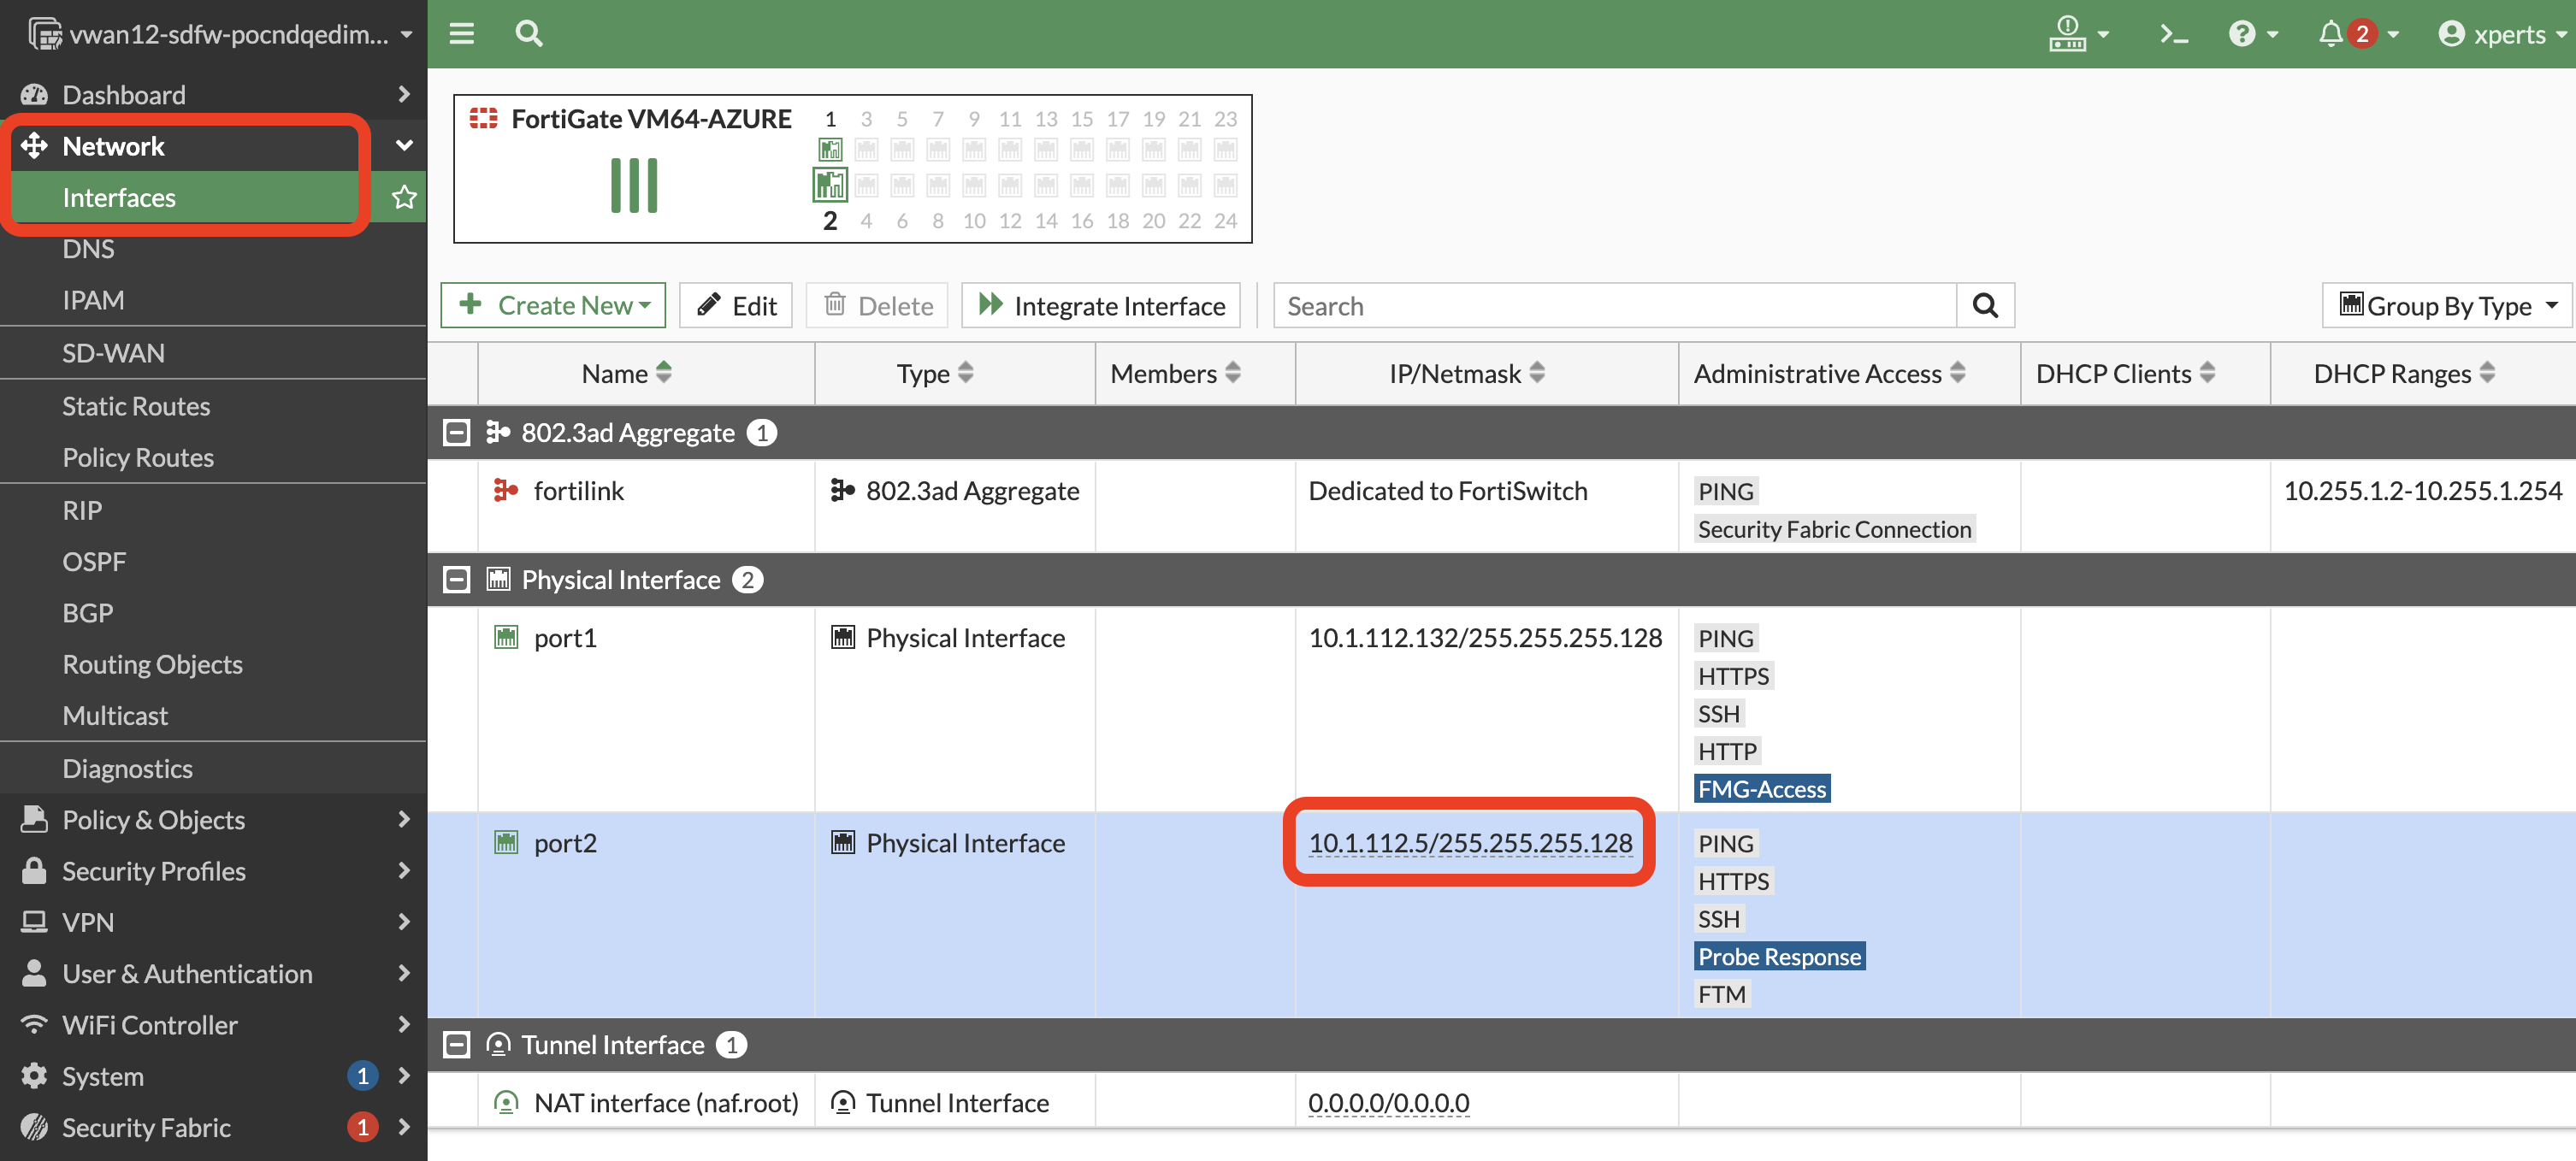 vwan12-sdfw-pocndqedim...
2
xperts
Dashboard
Network
Interfaces
DNS
IPAM
SD-WAN
Static Routes
Policy Routes
RIP
OSPF
BGP
Routing Objects
Multicast
Diagnostics
Policy & Objects
Security Profiles
VPN
User & Authentication
WiFi Controller
System 1
Security Fabric 1
FortiGate VM64-AZURE
1 3 5 7 9 11 13 15 17 19 21 23
2 4 6 8 10 12 14 16 18 20 22 24
+ Create New Edit Delete Integrate Interface Search Group By Type
Name Type Members IP/Netmask Administrative Access DHCP Clients DHCP Ranges
802.3ad Aggregate 1
fortilink 802.3ad Aggregate Dedicated to FortiSwitch PING 10.255.1.2-10.255.1.254
Security Fabric Connection
Physical Interface 2
port1 Physical Interface 10.1.112.132/255.255.255.128 PING
HTTPS
SSH
HTTP
FMG-Access
port2 Physical Interface 10.1.112.5/255.255.255.128 PING
HTTPS
SSH
Probe Response
FTM
Tunnel Interface 1
NAT interface (naf.root) Tunnel Interface 0.0.0.0/0.0.0.0